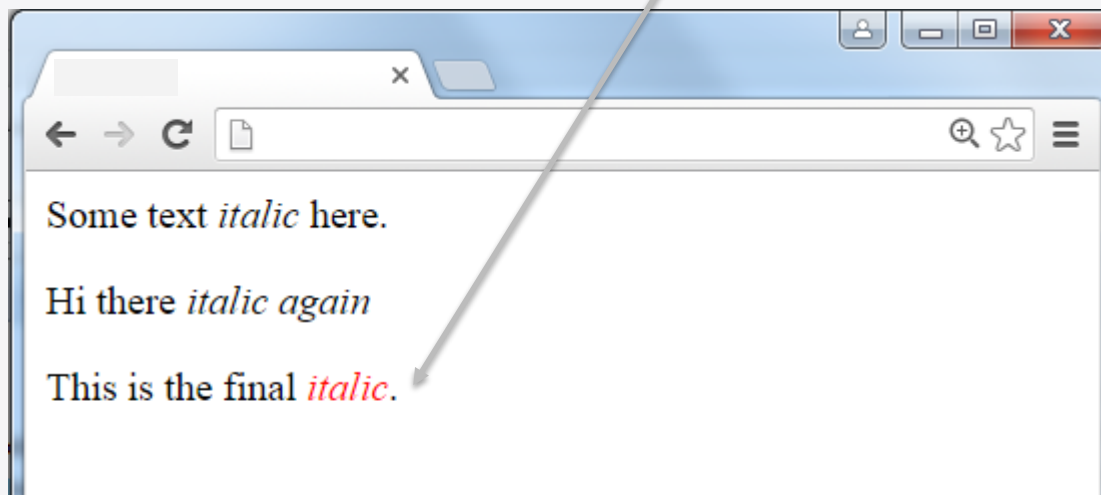 Some text italic here.
Hi there italic again
This is the final italic.